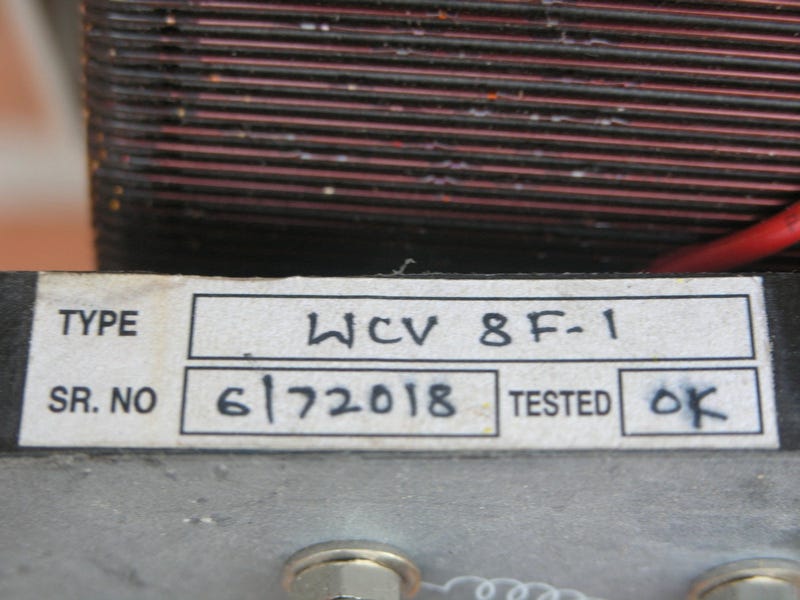 TYPE WCV 8F-1
SR. NO 6/72018 TESTED OK